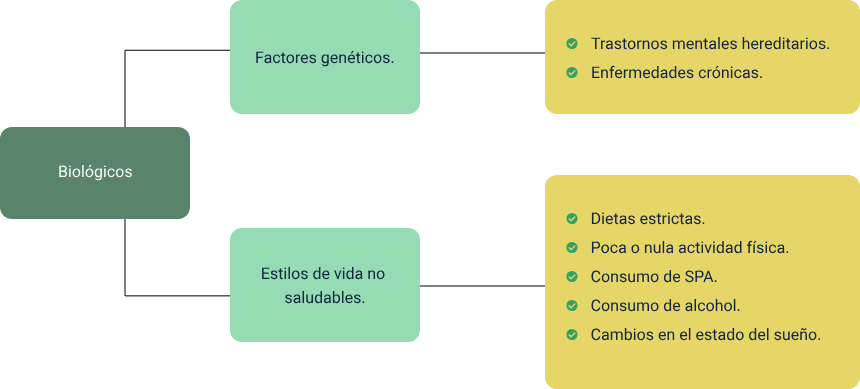 Biológicos
Factores genéticos.
Trastornos mentales hereditarios.
Enfermedades crónicas.
Estilos de vida no
saludables.
Dietas estrictas.
Poca o nula actividad física.
Consumo de SPA.
Consumo de alcohol.
Cambios en el estado del sueño.